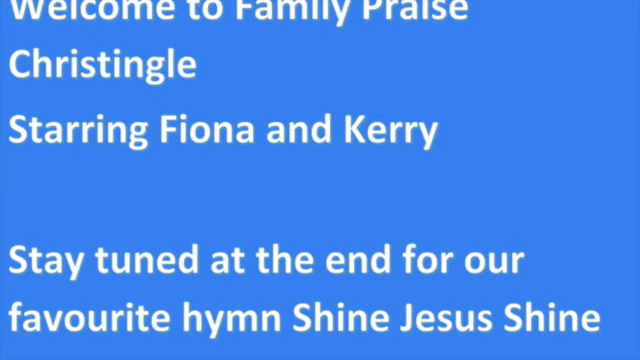 Welcome to Family Praise
Christingle
Starring Fiona and Kerry
Stay tuned at the end for our
favourite hymn Shine Jesus Shine